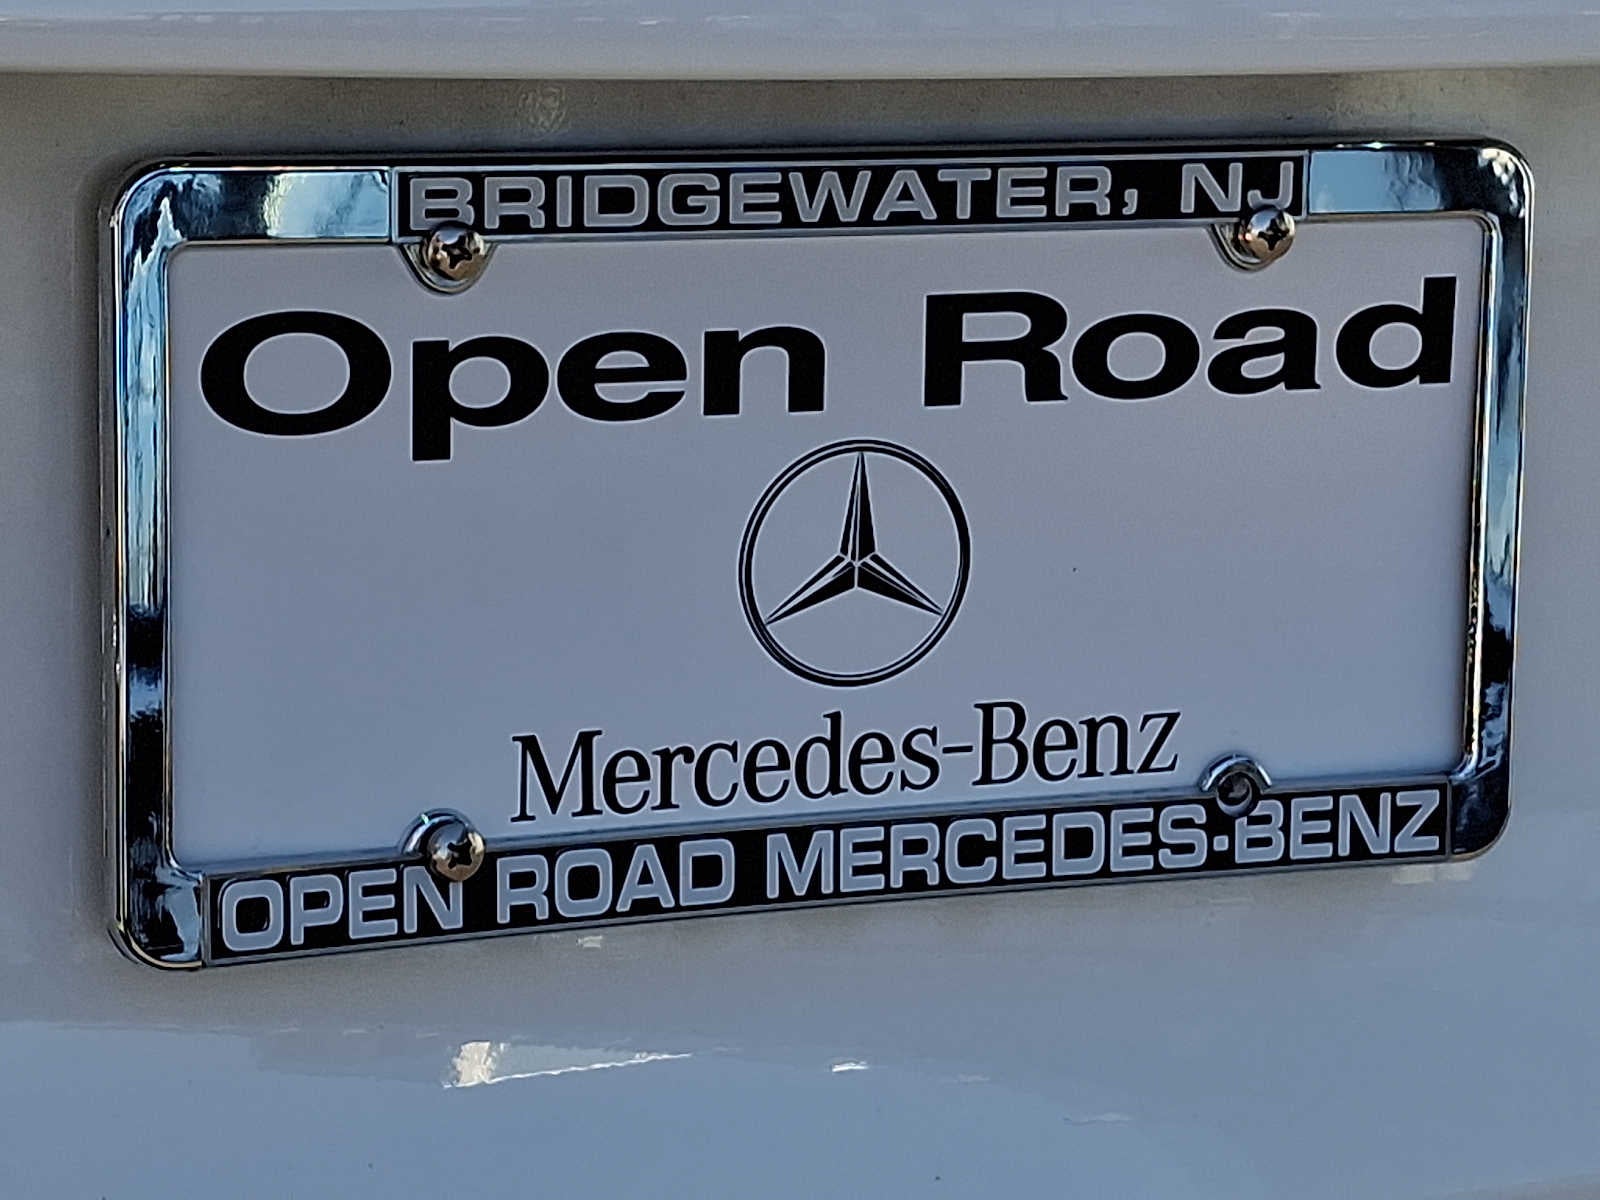 BRIDGEWATER, NJ
Open Road
Mercedes-Benz
OPEN ROAD MERCEDES-BENZ